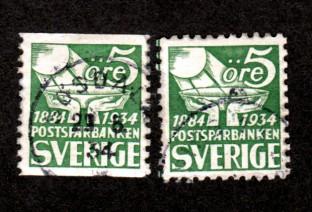 öre 5
1884 1934
POSTSPARBANKEN
SVERIGE
öre 5
1884 1934
POSTSPARBANKEN
SVERIGE